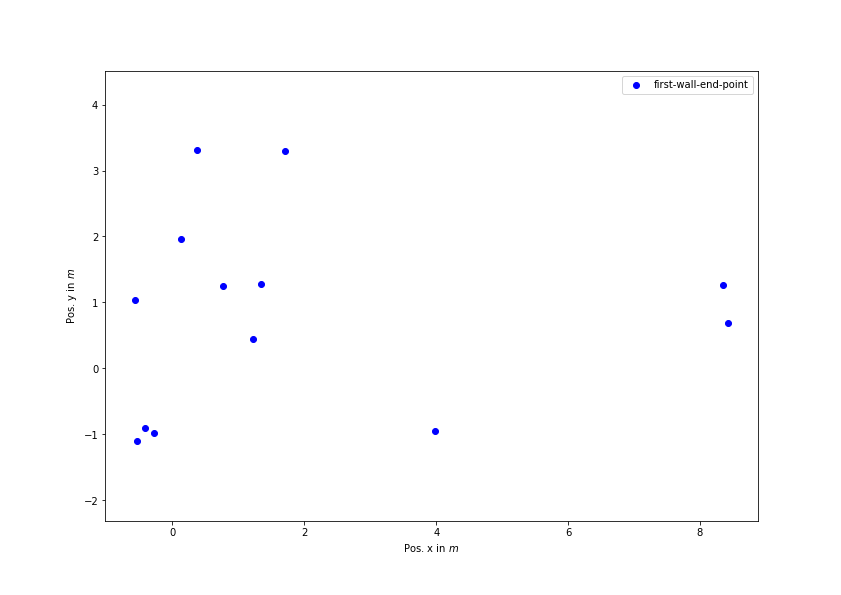 first-wall-end-point
4
3
2
1
0
−1
−2
Pos. y in m
0 2 4 6 8
Pos. x in m